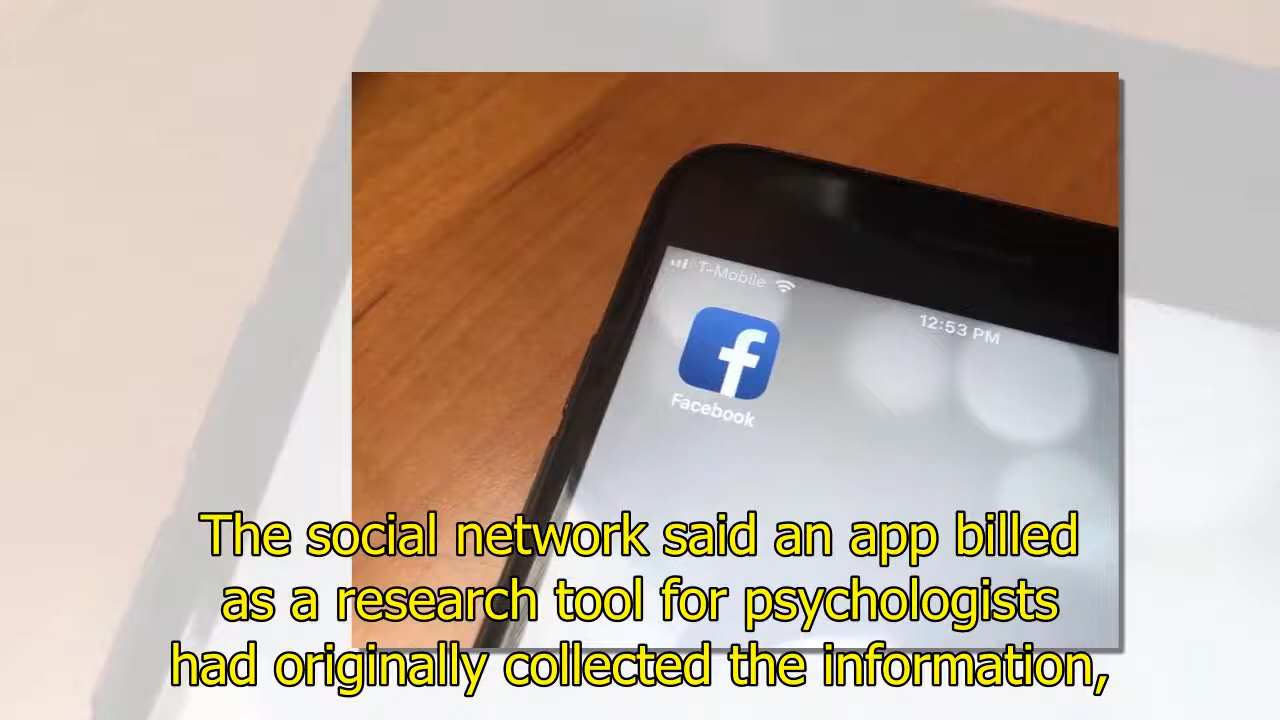 T-Mobile
12:53 PM
f
Facebook
The social network said an app billed
as a research tool for psychologists
had originally collected the information,